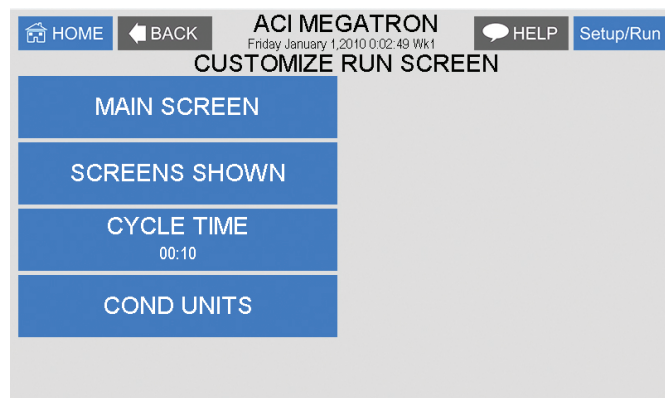 HOME
BACK
ACI MEGATRON
Friday January 1,2010 0:02:49 Wk1
HELP
Setup/Run
CUSTOMIZE RUN SCREEN
MAIN SCREEN
SCREENS SHOWN
CYCLE TIME
00:10
COND UNITS